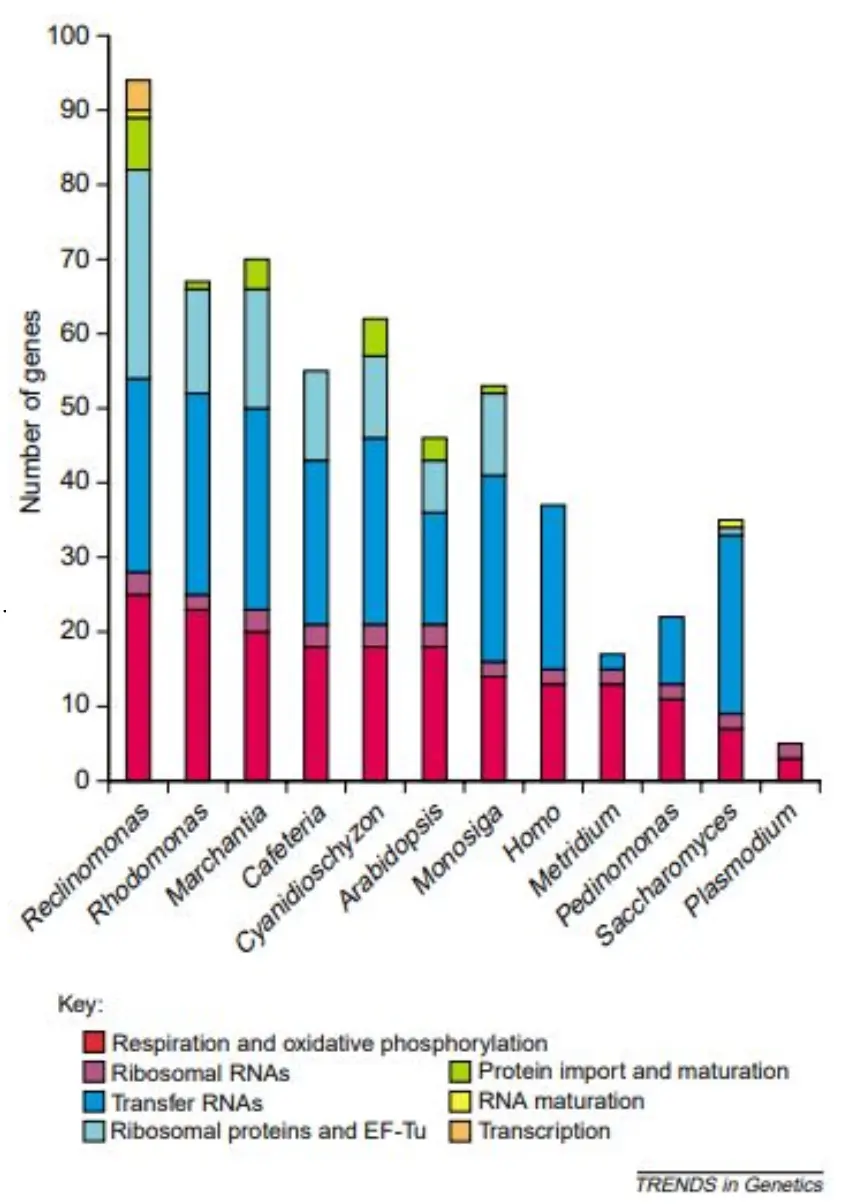 100
90
80
70
60
50
40
30
20
10
0
Number of genes
Reclinomonas
Rhodomonas
Marchantia
Cafeteria
Cyanidioschyzon
Arabidopsis
Monosiga
Homo
Metridium
Pedinomonas
Saccharomyces
Plasmodium
Key:
Respiration and oxidative phosphorylation
Ribosomal RNAs
Transfer RNAs
Ribosomal proteins and EF-Tu
Protein import and maturation
RNA maturation
Transcription
TRENDS in Genetics